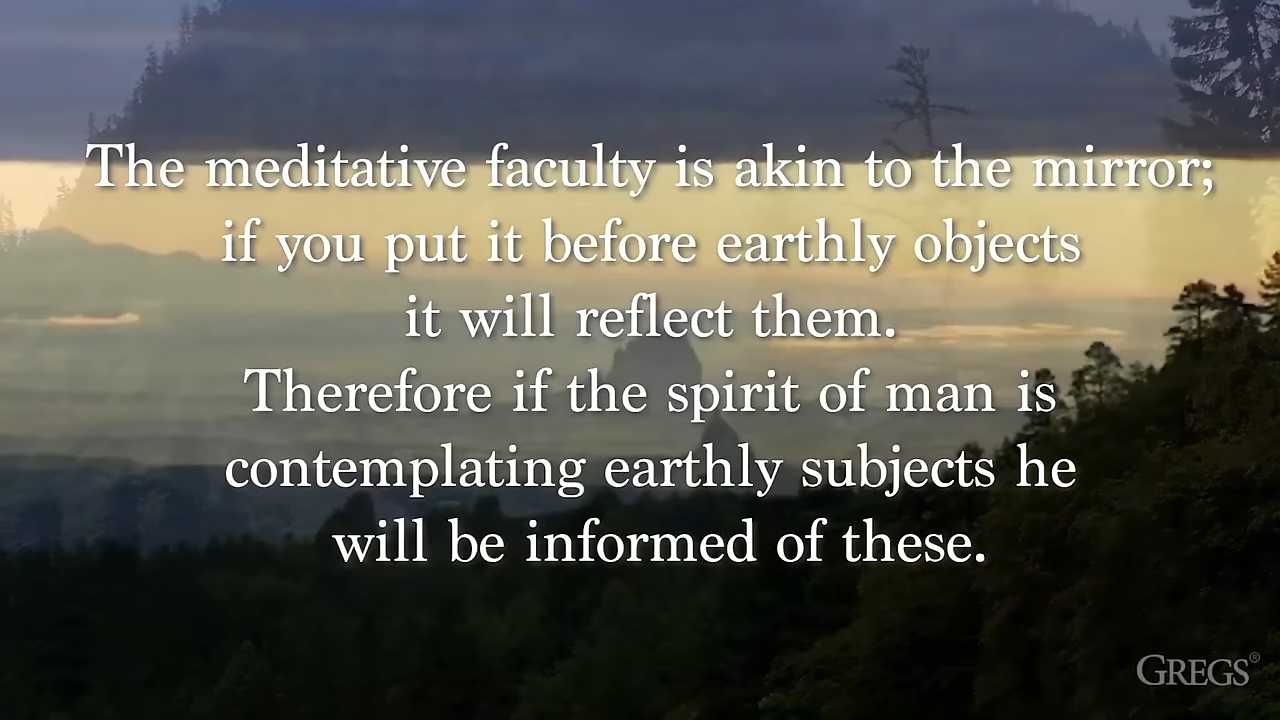 The meditative faculty is akin to the mirror;
if you put it before earthly objects
it will reflect them.
Therefore if the spirit of man is
contemplating earthly subjects he
will be informed of these.
GREGS®